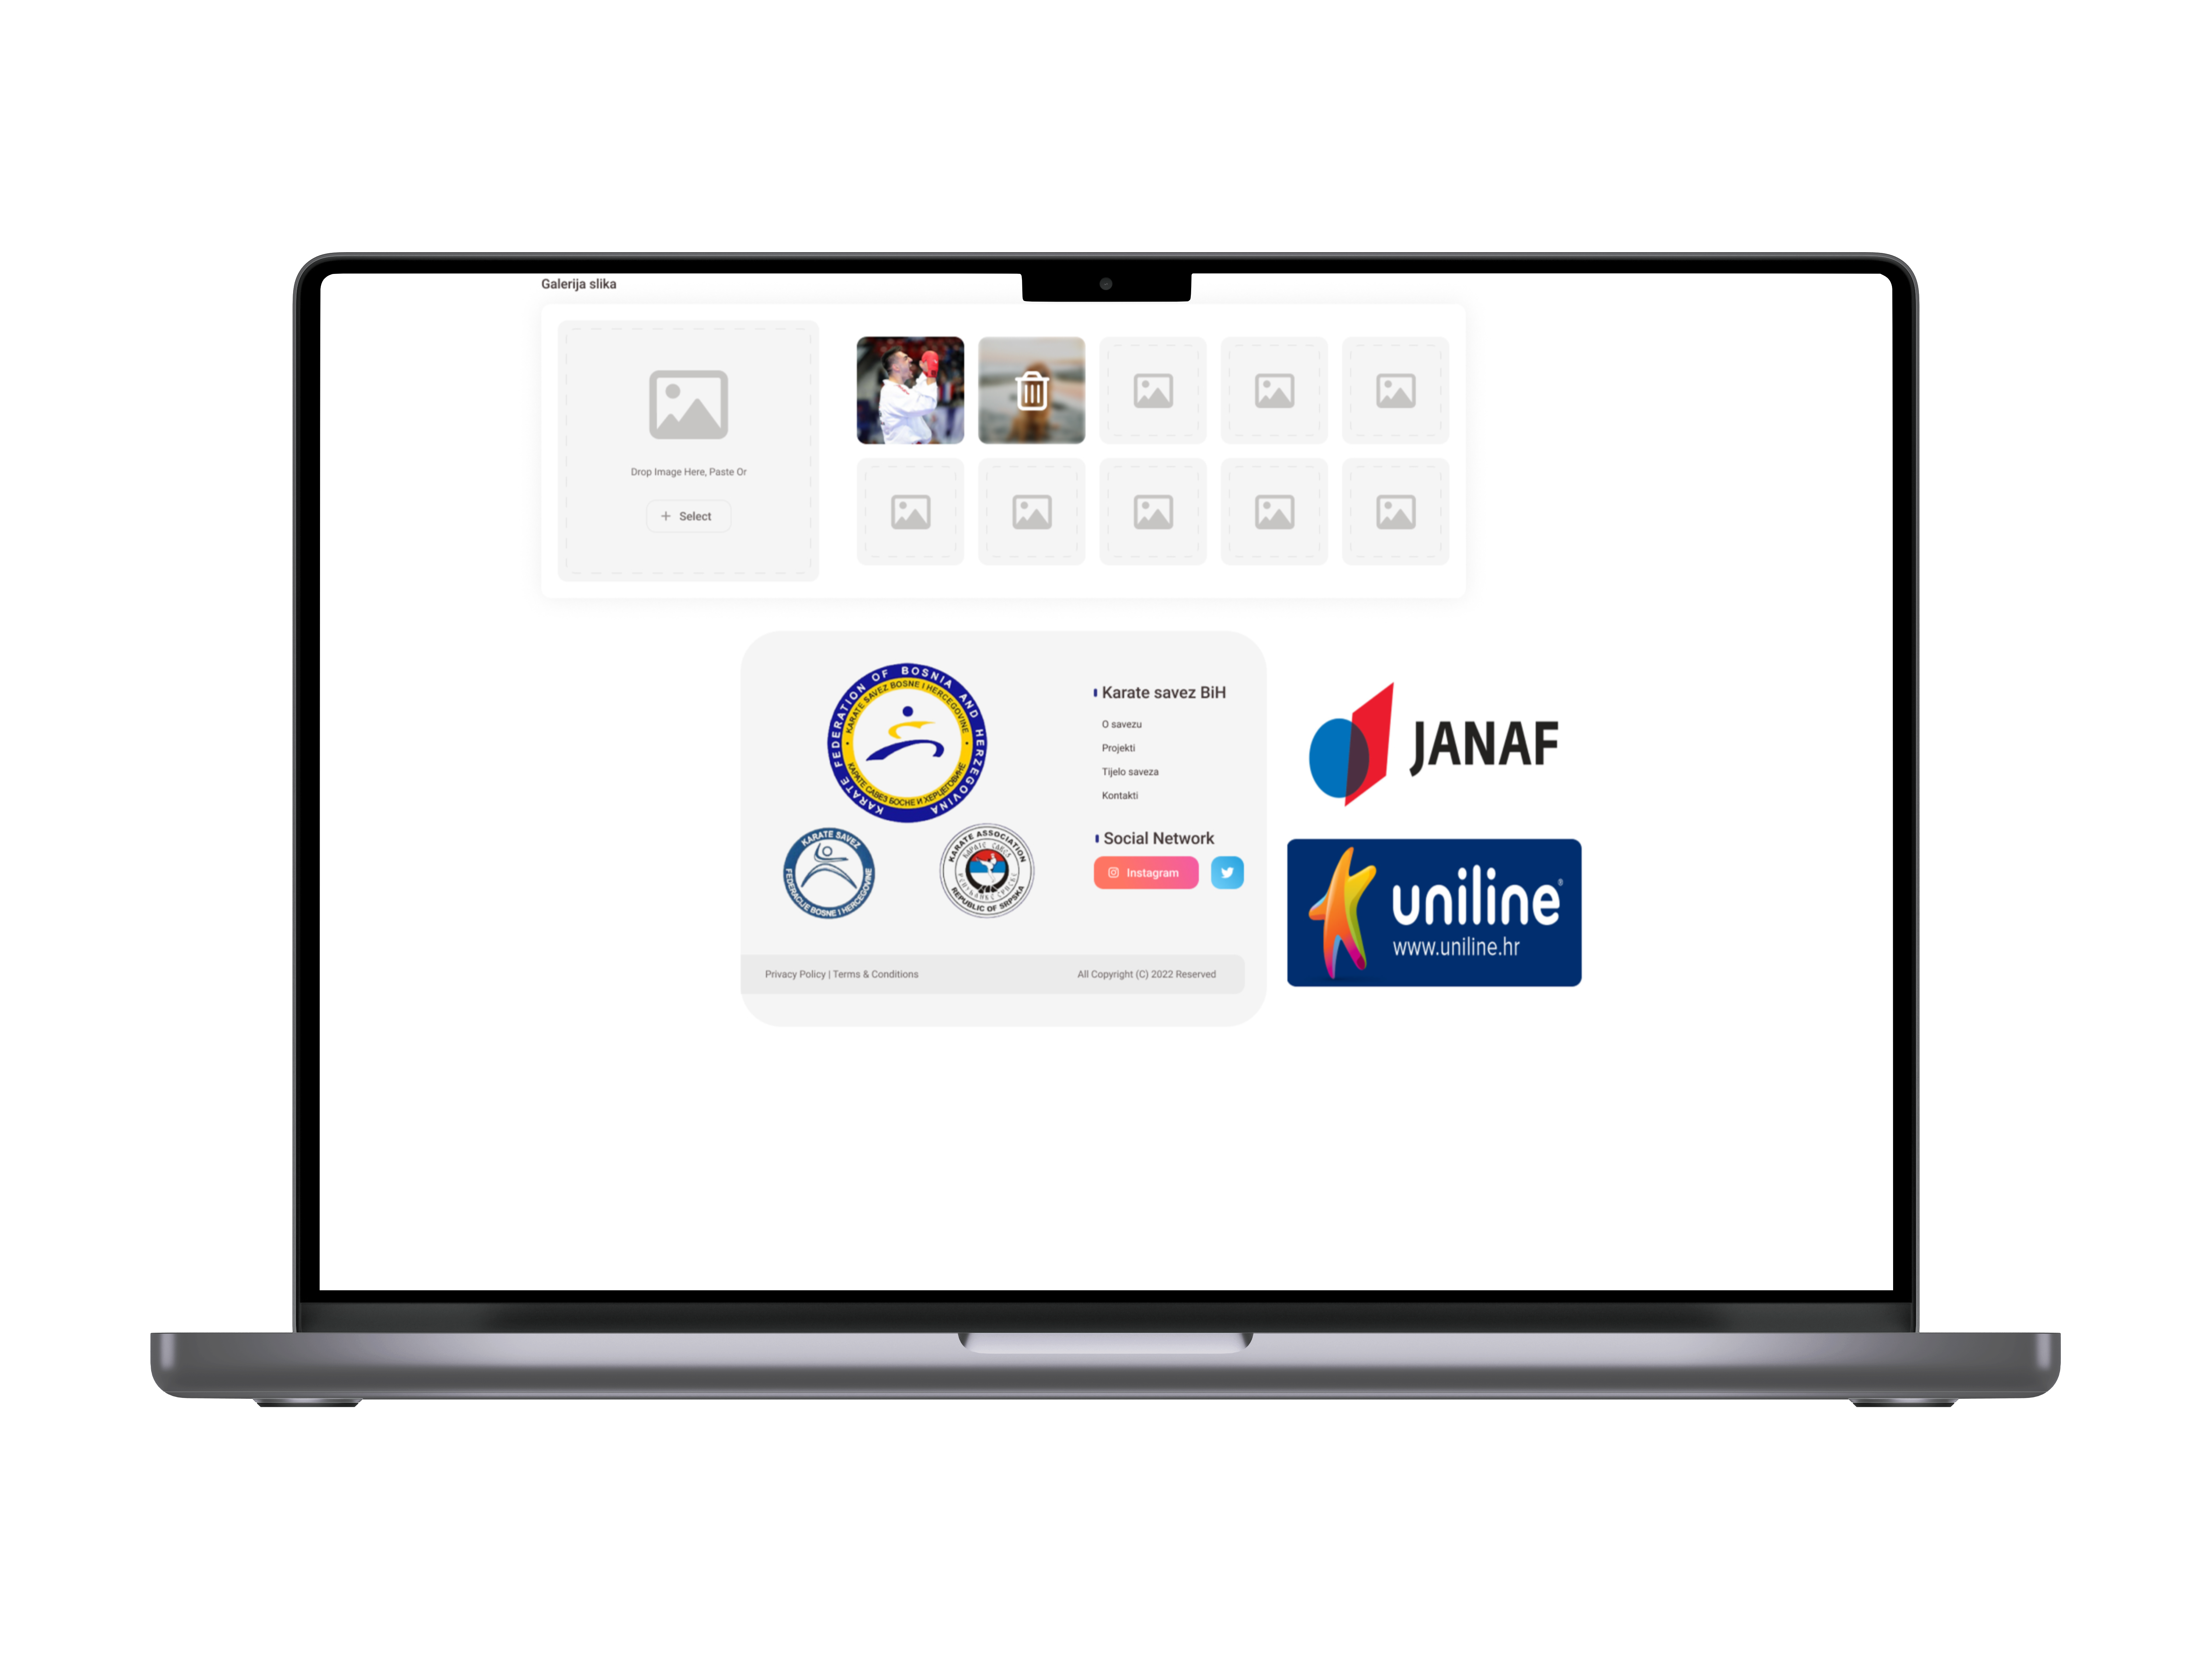 Galerija slika
Drop Image Here, Paste Or
+ Select
KARATE FEDERATION OF BOSNIA AND HERZEGOVINA
KARATE SAVEZ BOSNE I HERCEGOVINE
КАРАТЕ САВЕЗ БОСНЕ И ХЕРЦЕГОВИНЕ
KARATE SAVEZ
FEDERACIJE BOSNE I HERCEGOVINE
KARATE ASSOCIATION
REPUBLIC OF SRPSKA
Karate savez BiH
O savezu
Projekti
Tijelo saveza
Kontakti
Social Network
Instagram
Privacy Policy | Terms & Conditions
All Copyright (C) 2022 Reserved
JANAF
uniline®
www.uniline.hr